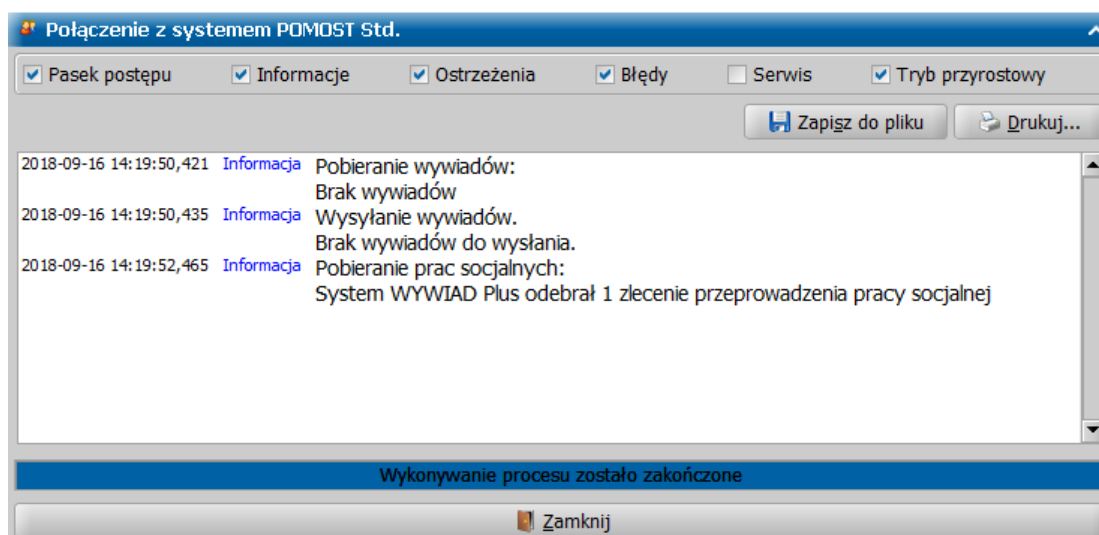 Połączenie z systemem POMOST Std.
Pasek postępu Informacje Ostrzeżenia Błędy Serwis Tryb przyrostowy
Zapisz do pliku Drukuj...
2018-09-16 14:19:50,421 Informacja Pobieranie wywiadów:
Brak wywiadów
2018-09-16 14:19:50,435 Informacja Wysyłanie wywiadów.
Brak wywiadów do wysłania.
2018-09-16 14:19:52,465 Informacja Pobieranie prac socjalnych:
System WYWIAD Plus odebrał 1 zlecenie przeprowadzenia pracy socjalnej
Wykonywanie procesu zostało zakończone
Zamknij